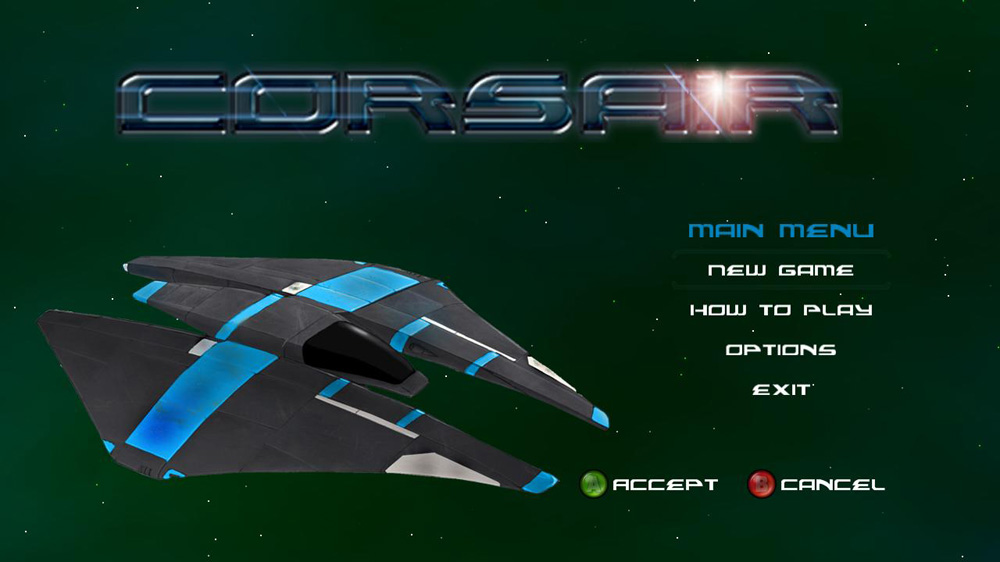 CORSAIR
MAIN MENU
NEW GAME
HOW TO PLAY
OPTIONS
EXIT
A ACCEPT B CANCEL